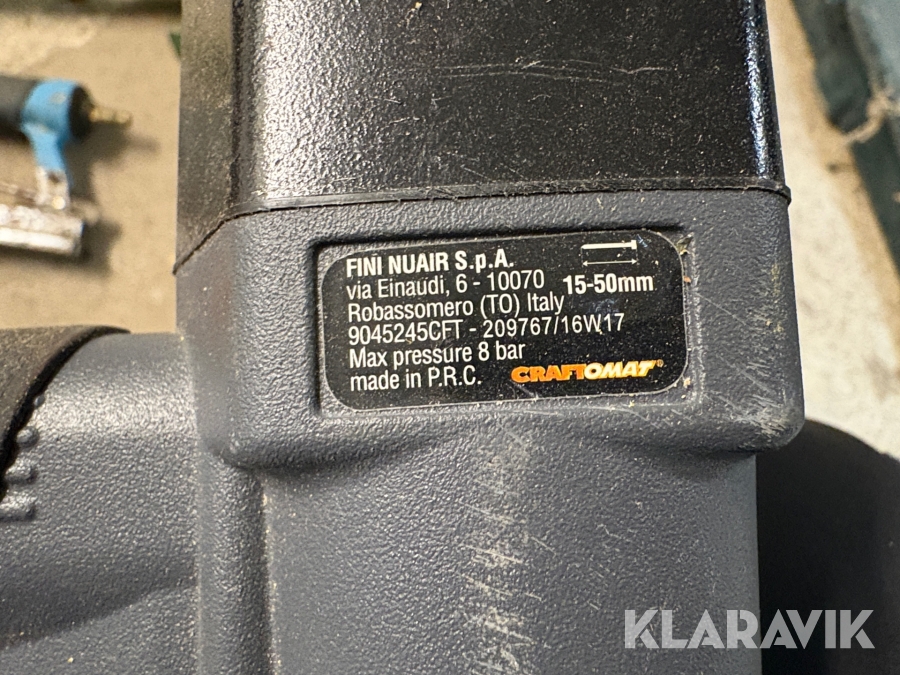 FINI NUAIR S.p.A.
via Einaudi, 6 - 10070
15-50mm
Robassomero (TO) Italy
9045245CFT - 209767/16W17
Max pressure 8 bar
made in P.R.C.
CRAFTOMAT®
KLARAVIK